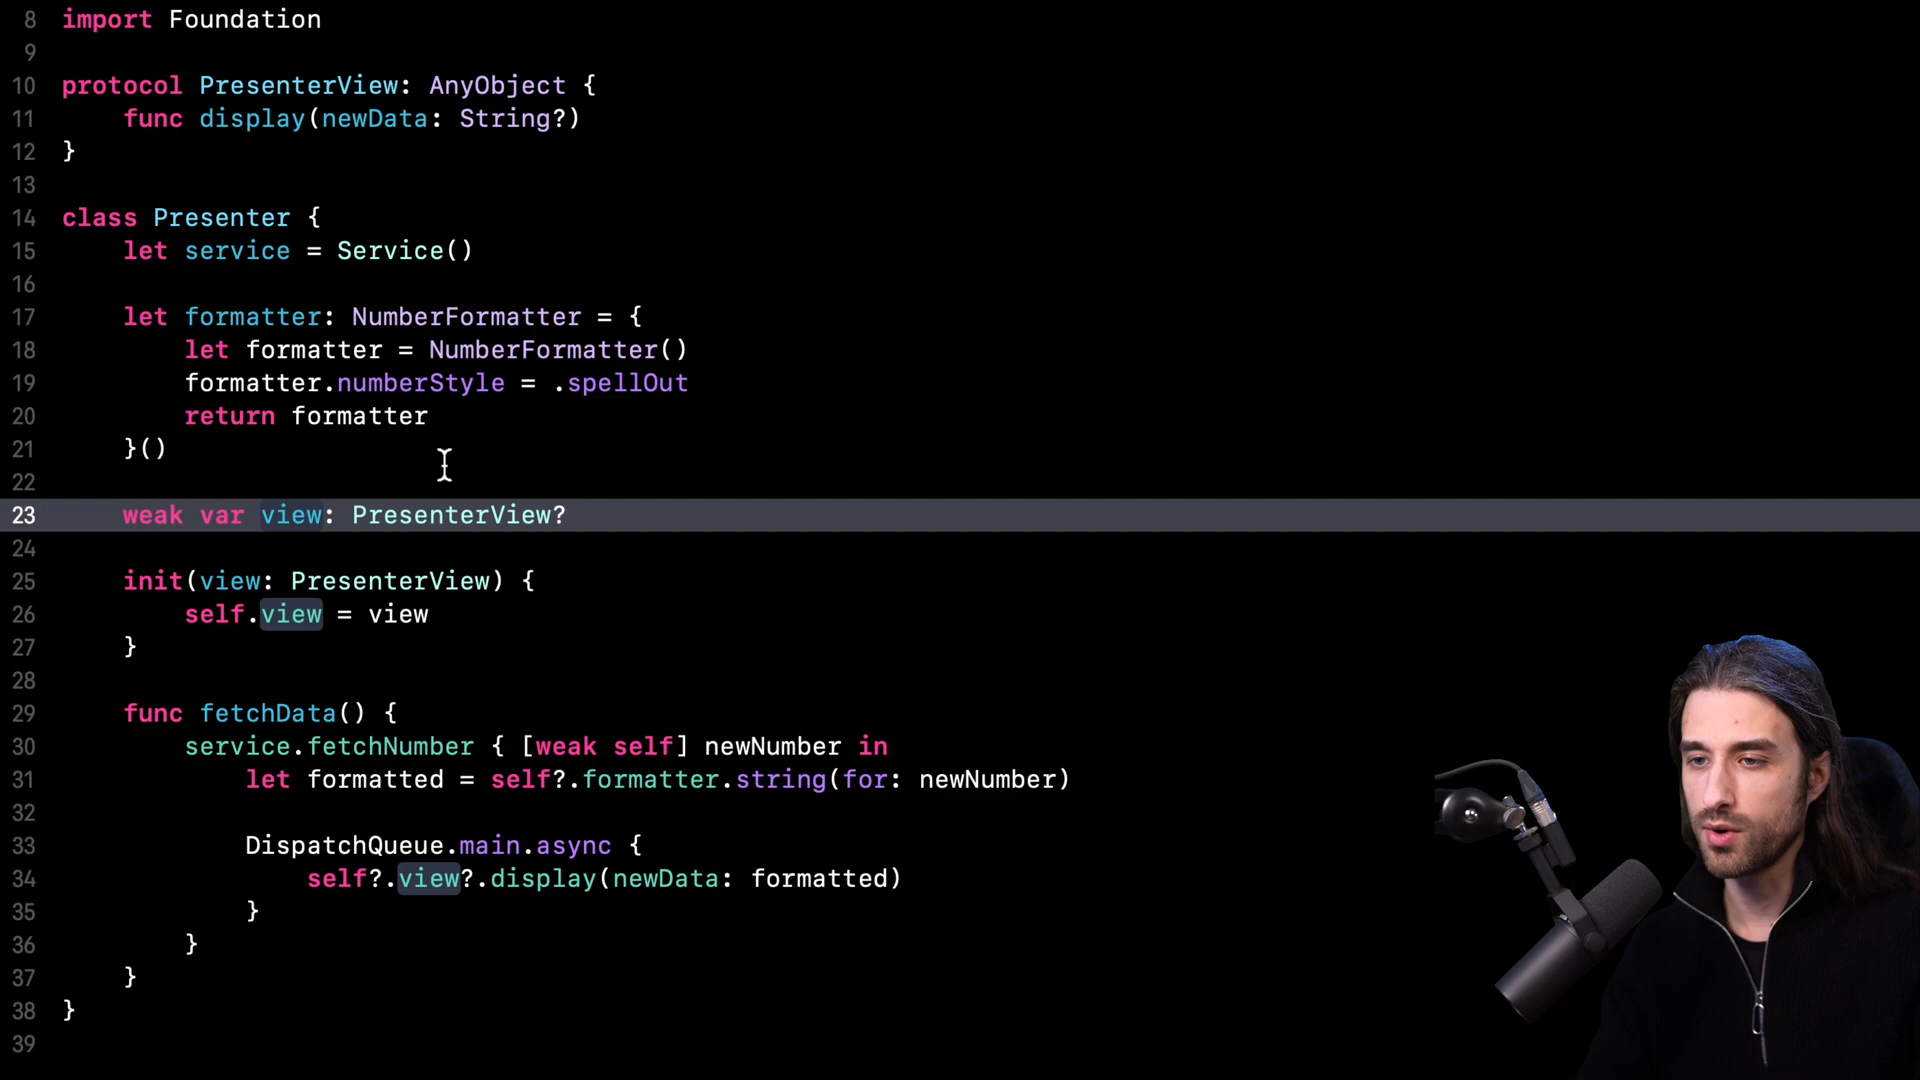 8 import Foundation
9
10 protocol PresenterView: AnyObject {
11     func display(newData: String?)
12 }
13
14 class Presenter {
15     let service = Service()
16
17     let formatter: NumberFormatter = {
18         let formatter = NumberFormatter()
19         formatter.numberStyle = .spellOut
20         return formatter
21     }()
22
23     weak var view: PresenterView?
24
25     init(view: PresenterView) {
26         self.view = view
27     }
28
29     func fetchData() {
30         service.fetchNumber { [weak self] newNumber in
31             let formatted = self?.formatter.string(for: newNumber)
32
33             DispatchQueue.main.async {
34                 self?.view?.display(newData: formatted)
35             }
36         }
37     }
38 }
39